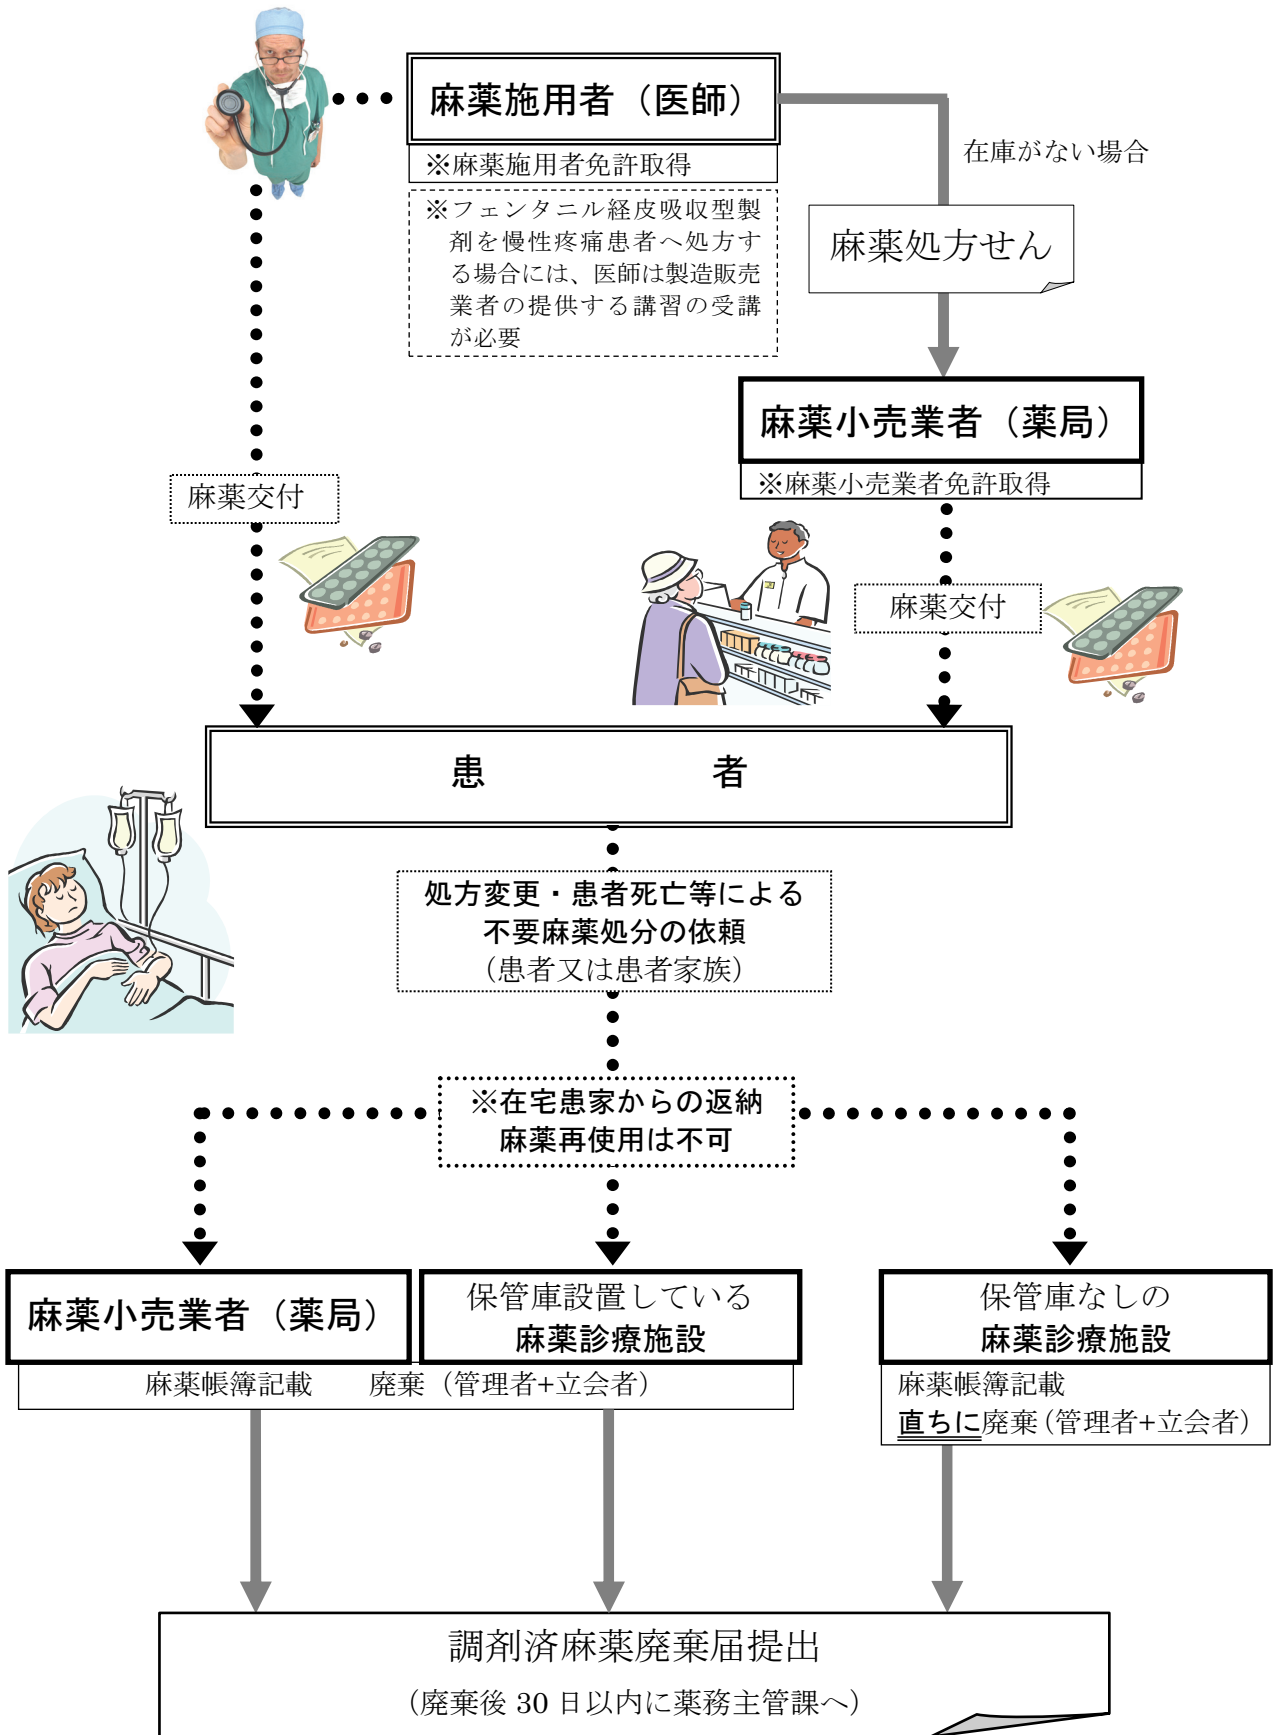 麻薬施用者（医師）
※麻薬施用者免許取得
※フェンタニル経皮吸収型製
剤を慢性疼痛患者へ処方す
る場合には、医師は製造販売
業者の提供する講習の受講
が必要
在庫がない場合
麻薬処方せん
麻薬小売業者（薬局）
※麻薬小売業者免許取得
麻薬交付
麻薬交付
患　者
処方変更・患者死亡等による
不要麻薬処分の依頼
（患者又は患者家族）
※在宅患家からの返納
麻薬再使用は不可
麻薬小売業者（薬局）
保管庫設置している
麻薬診療施設
麻薬帳簿記載　廃棄（管理者+立会者）
保管庫なしの
麻薬診療施設
麻薬帳簿記載
直ちに廃棄（管理者+立会者）
調剤済麻薬廃棄届提出
（廃棄後 30 日以内に薬務主管課へ）